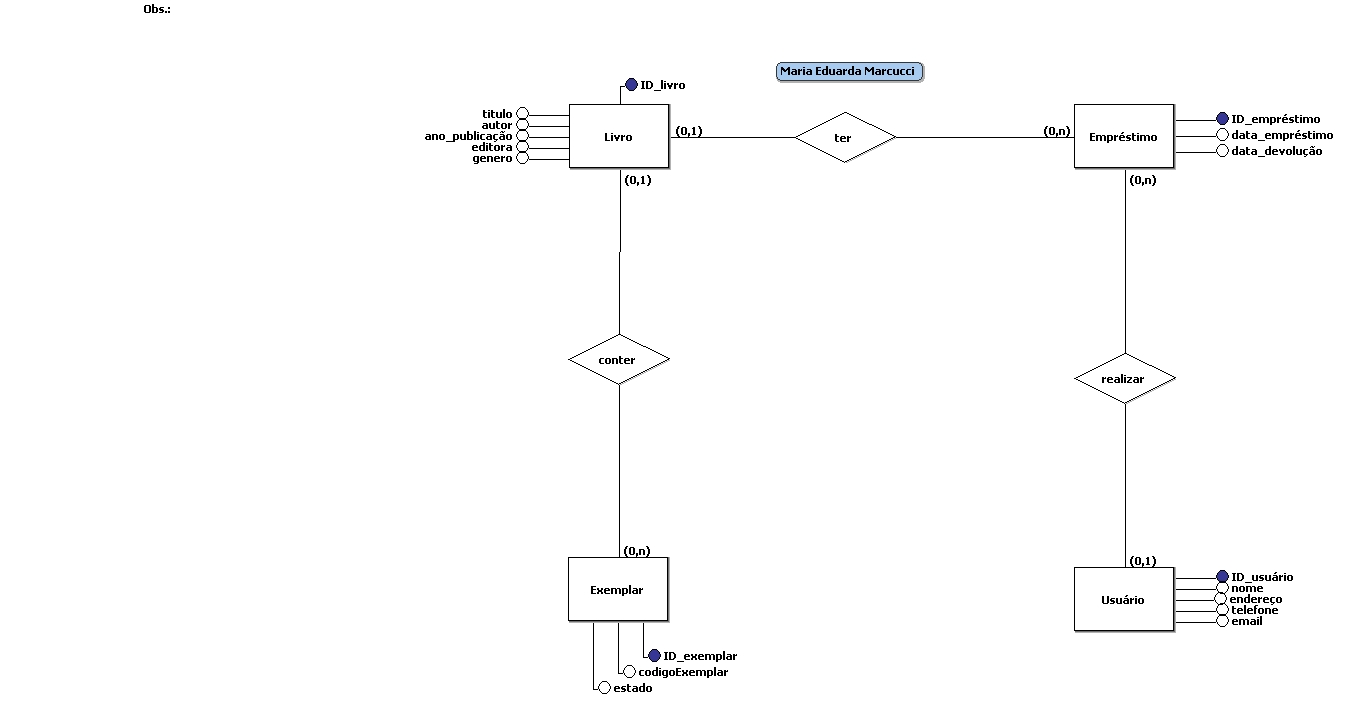 Obs.:
Maria Eduarda Marcucci
ID_livro
titulo
autor
ano_publicação
editora
genero
Livro
(0,1)
ter
(0,n)
Empréstimo
ID_empréstimo
data_empréstimo
data_devolução
(0,1)
(0,n)
conter
realizar
(0,n)
(0,1)
Exemplar
Usuário
ID_usuário
nome
endereço
telefone
email
ID_exemplar
codigoExemplar
estado